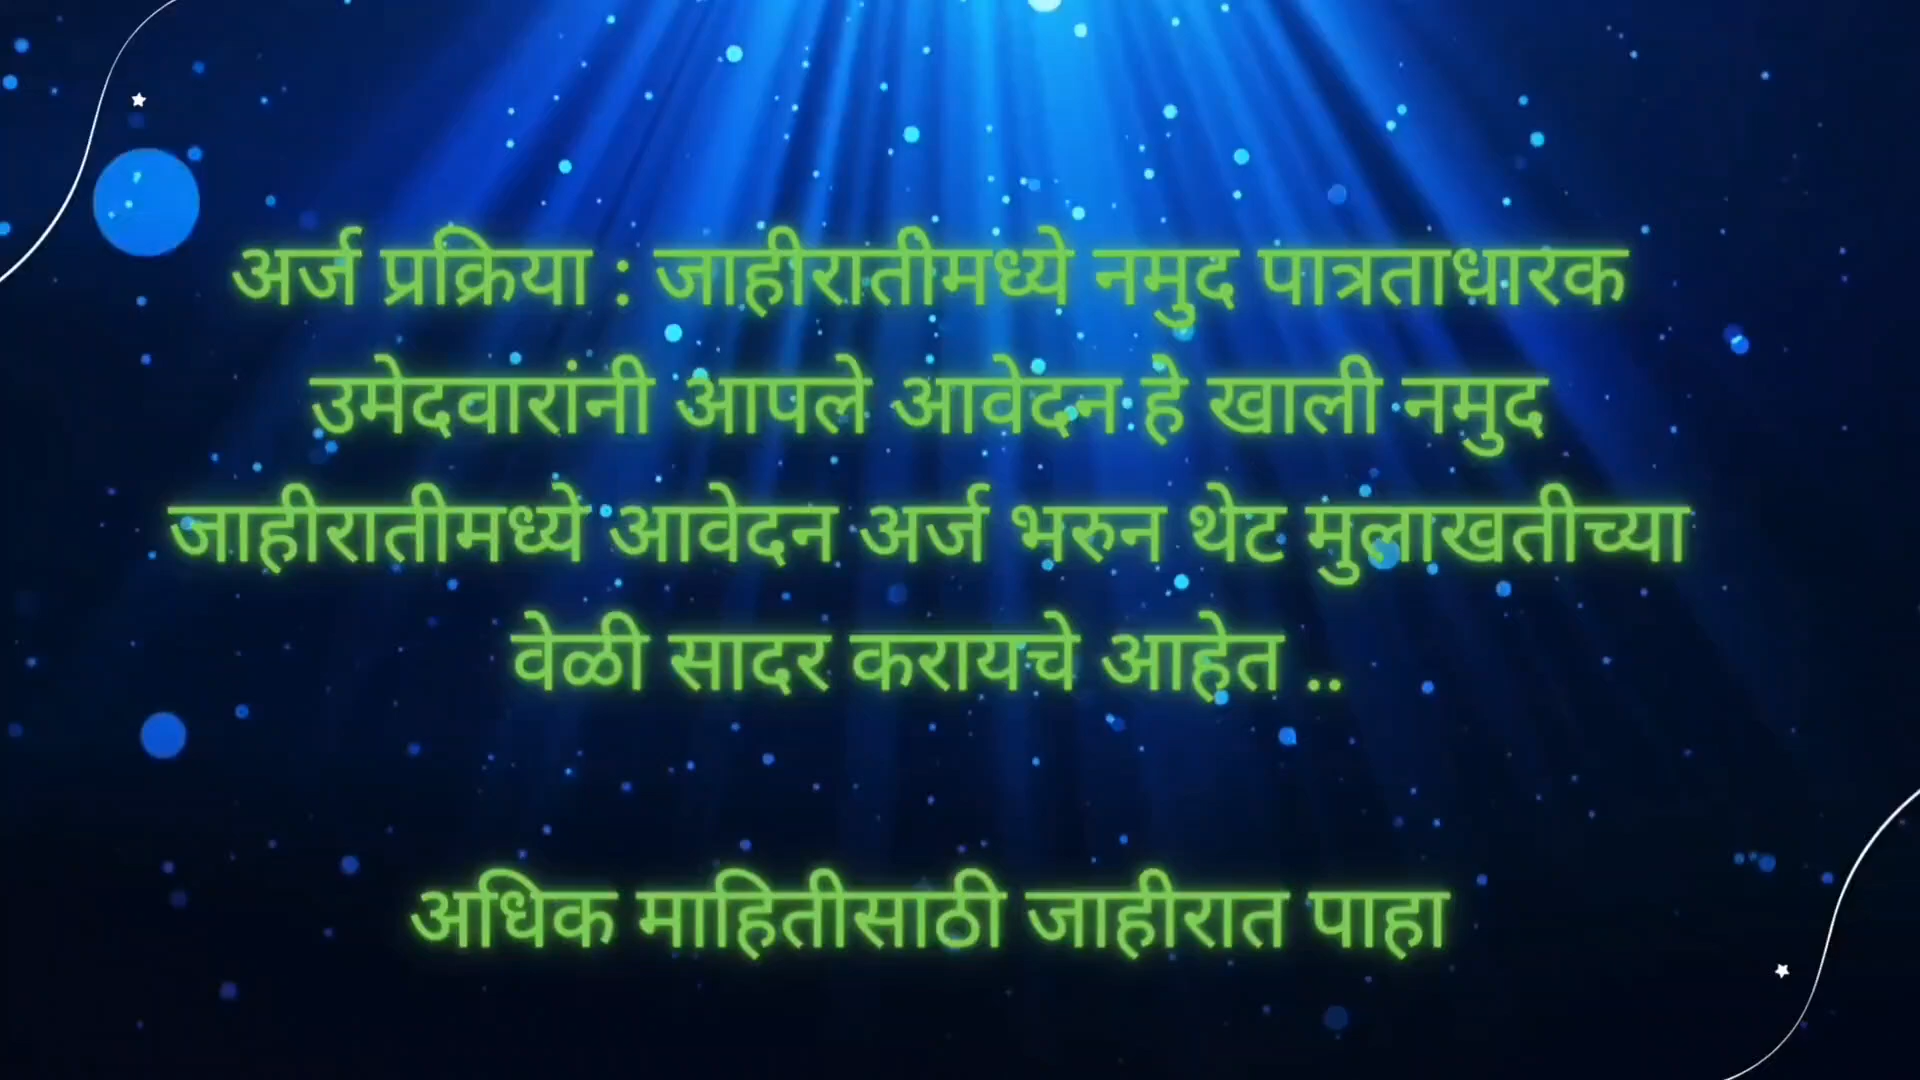 अर्ज प्रक्रिया : जाहीरातीमध्ये नमुद पात्रताधारक
उमेदवारांनी आपले आवेदन हे खाली नमुद
जाहीरातीमध्ये आवेदन अर्ज भरुन थेट मुलाखतीच्या
वेळी सादर करायचे आहेत ..
अधिक माहितीसाठी जाहीरात पाहा